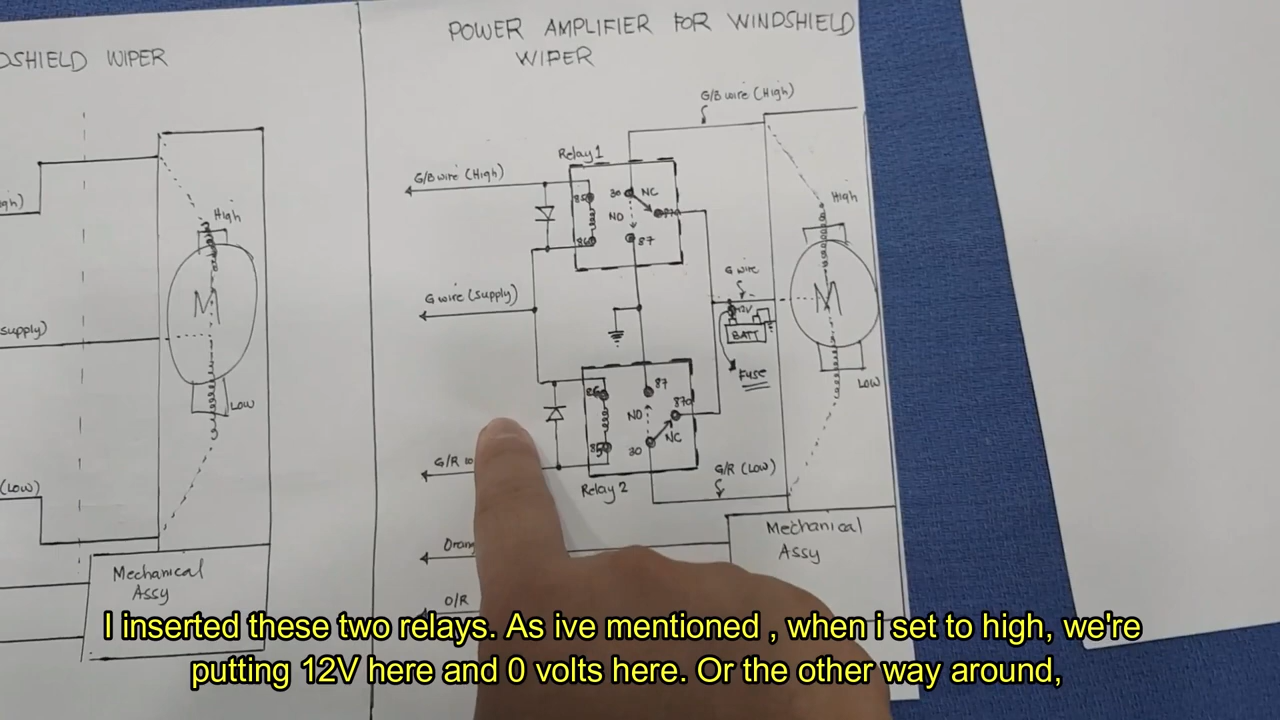 DSHIELD WIPER
High
supply)
M
LOW
(LOW)
Mechanical
Assy
POWER AMPLIFIER FOR WINDSHIELD
WIPER
G/B wire (High)
Relay 1
G/B wire (High)
85
30
NC
NO
87
86
High
G wire
G wire (supply)
+12V
BATT
M
Fuse
LOW
86
87
87a
NO
NC
85
30
G/R
G/R (LOW)
Relay 2
Mechanical
Assy
O/R
I inserted these two relays. As ive mentioned , when i set to high, we're
putting 12V here and 0 volts here. Or the other way around,